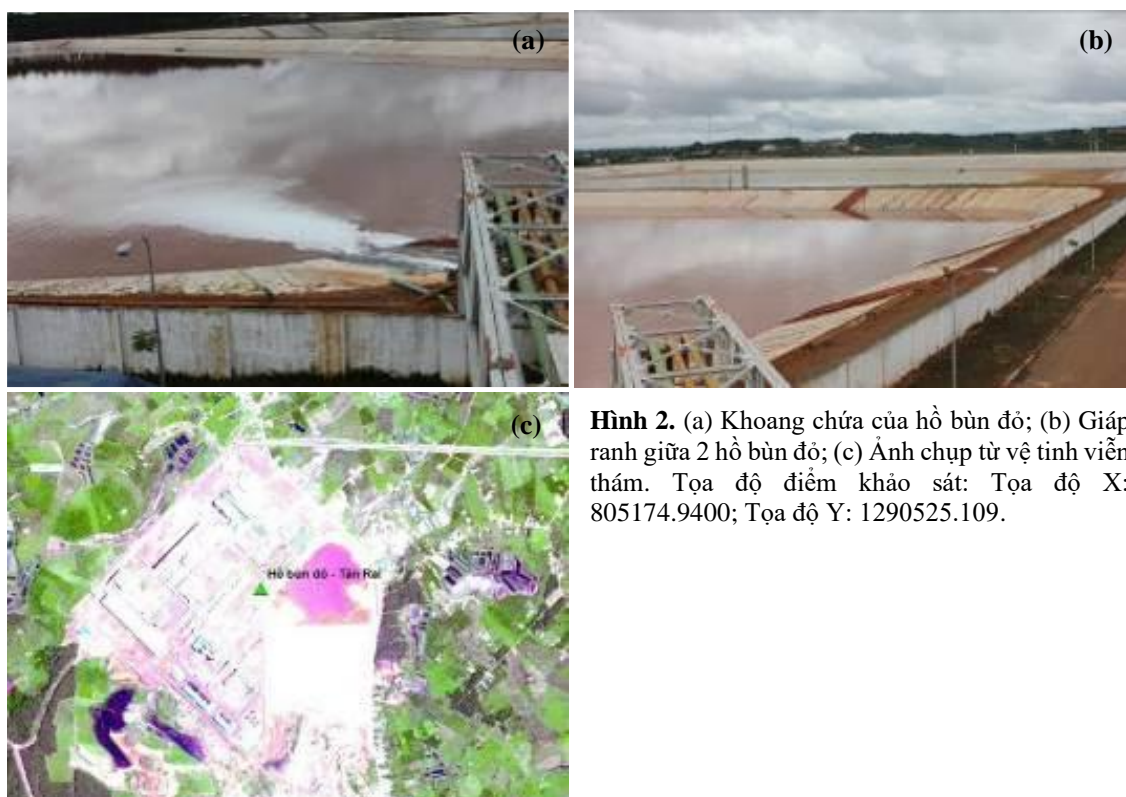 (a)
(b)
(c)
Hồ bùn đỏ - Tân Rai
Hình 2. (a) Khoang chứa của hồ bùn đỏ; (b) Giáp
ranh giữa 2 hồ bùn đỏ; (c) Ảnh chụp từ vệ tinh viễn
thám. Tọa độ điểm khảo sát: Tọa độ X:
805174.9400; Tọa độ Y: 1290525.109.